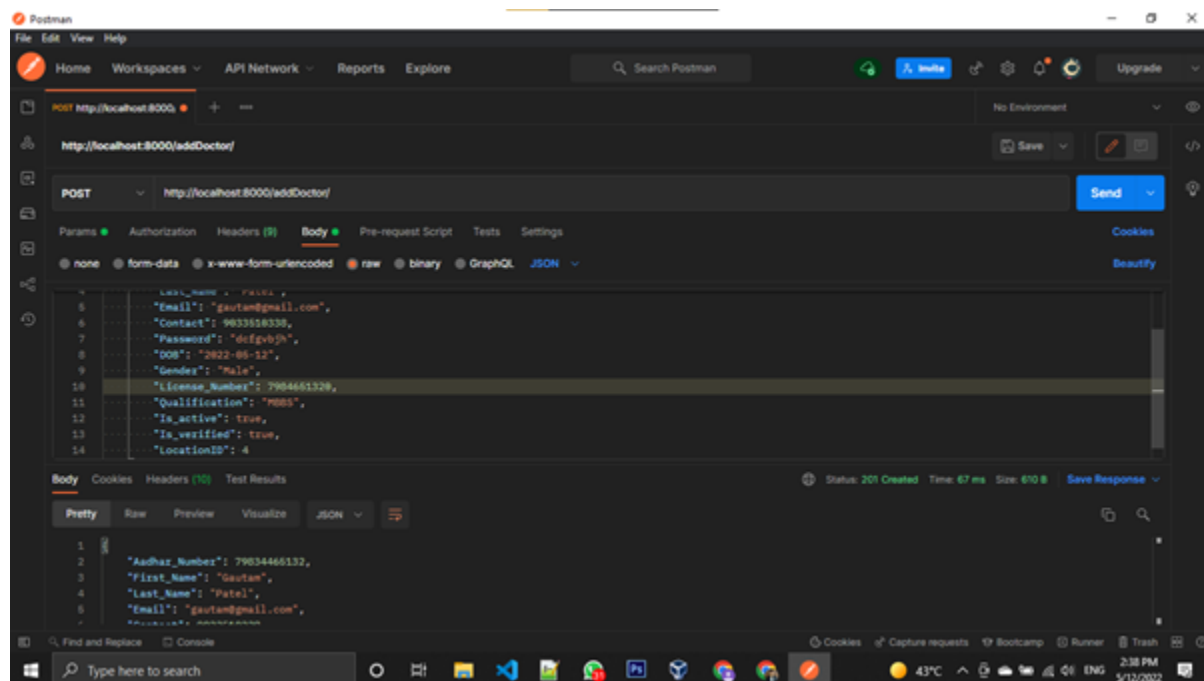 Postman
File Edit View Help
Home Workspaces API Network Reports Explore Search Postman Invite Upgrade
POST http://localhost:8000, No Environment
http://localhost:8000/addDoctor/ Save
POST http://localhost:8000/addDoctor/ Send
Params Authorization Headers (9) Body Pre-request Script Tests Settings Cookies
none form-data x-www-form-urlencoded raw binary GraphQL JSON Beautify
4 "Last_Name": "Patel",
5 "Email": "gautam@gmail.com",
6 "Contact": 9033510338,
7 "Password": "dcfgvbjh",
8 "DOB": "2022-05-12",
9 "Gender": "Male",
10 "License_Number": 7984651320,
11 "Qualification": "MBBS",
12 "Is_active": true,
13 "Is_verified": true,
14 "LocationID": 4
Body Cookies Headers (10) Test Results Status: 201 Created Time: 67 ms Size: 610 B Save Response
Pretty Raw Preview Visualize JSON
1 {
2 "Aadhar_Number": 79834465132,
3 "First_Name": "Gautam",
4 "Last_Name": "Patel",
5 "Email": "gautam@gmail.com",
Find and Replace Console Cookies Capture requests Bootcamp Runner Trash
Type here to search Ps 43°C ENG 2:38 PM
5/12/2022